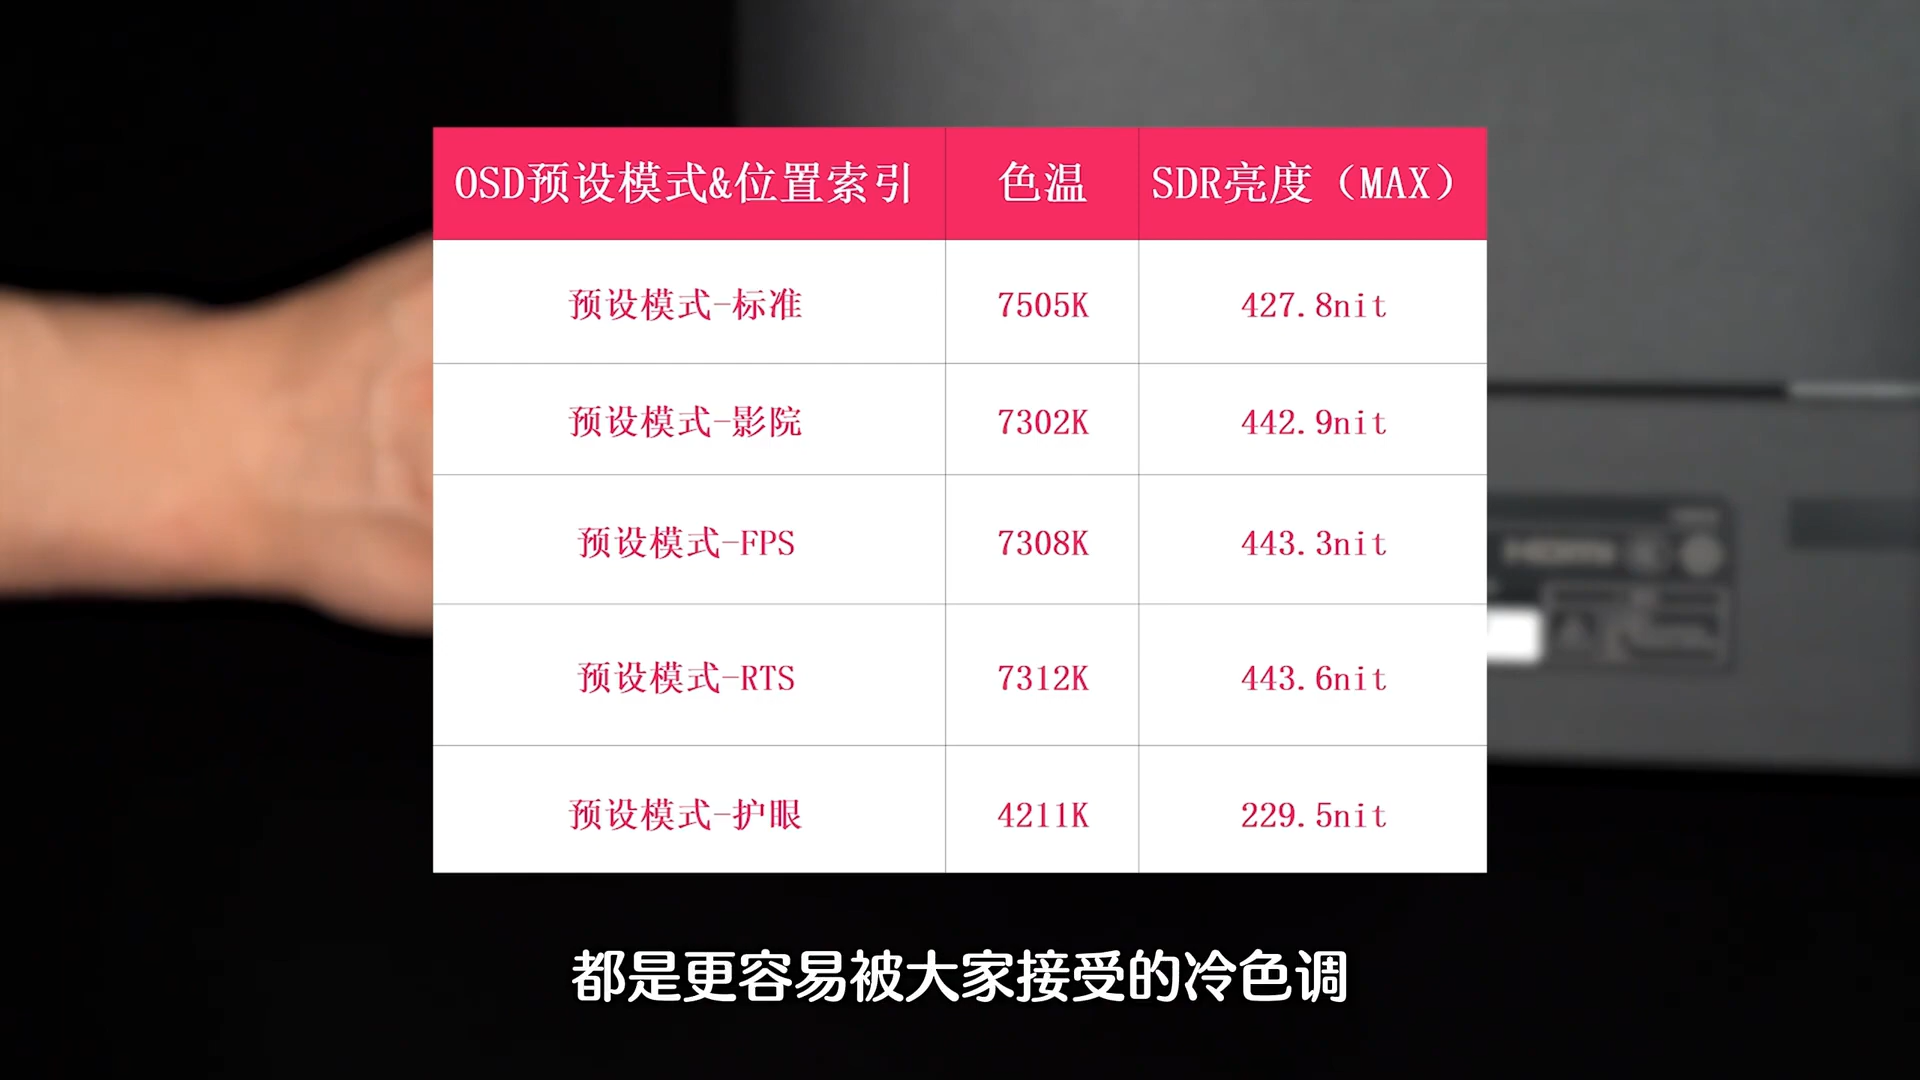 OSD预设模式&位置索引 色温 SDR亮度（MAX）
预设模式-标准 7505K 427.8nit
预设模式-影院 7302K 442.9nit
预设模式-FPS 7308K 443.3nit
预设模式-RTS 7312K 443.6nit
预设模式-护眼 4211K 229.5nit
HDMI
都是更容易被大家接受的冷色调